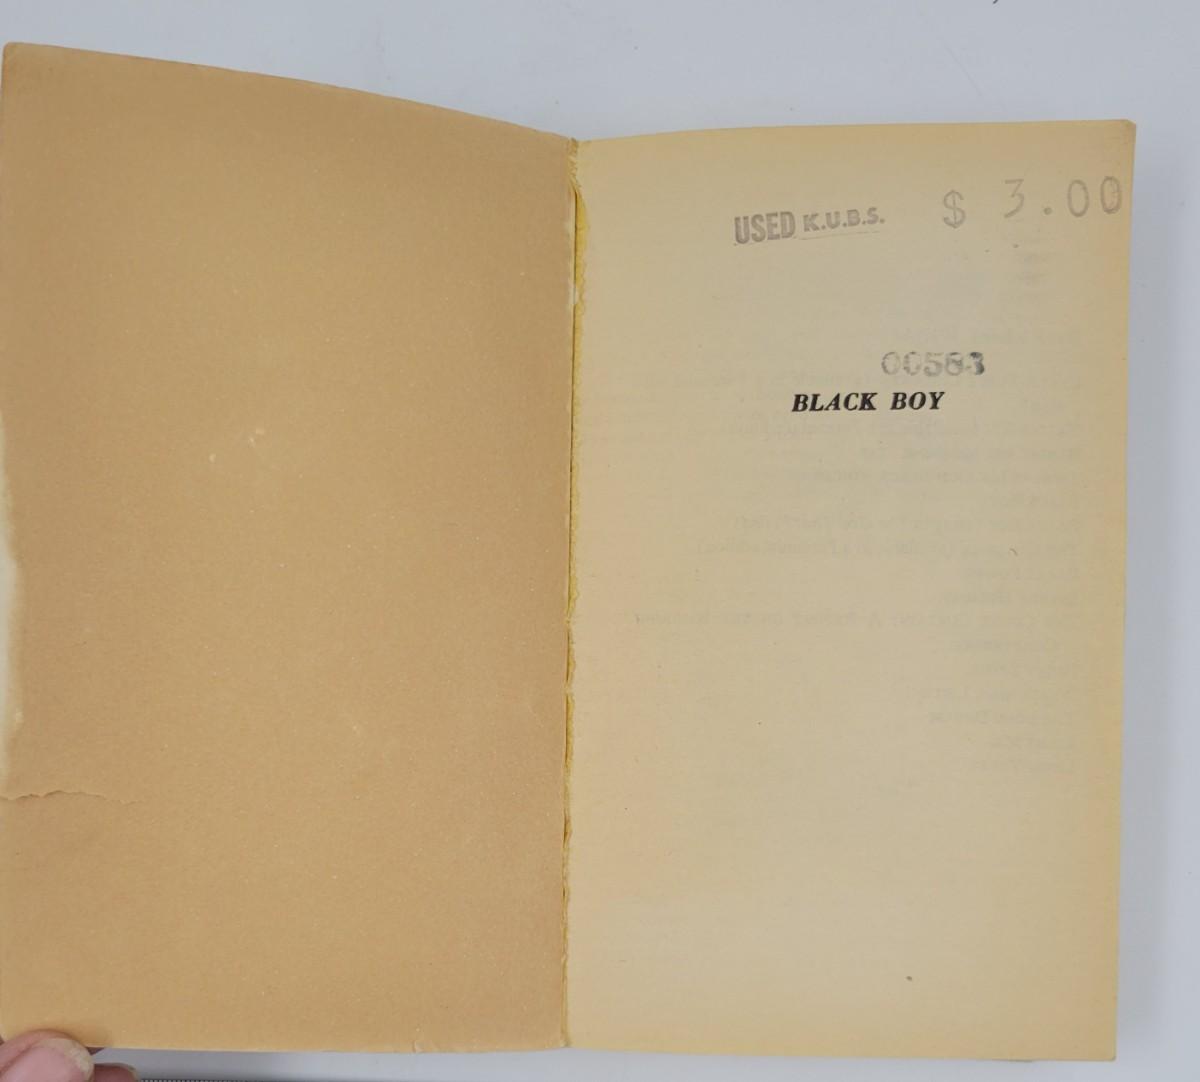 USED K.U.B.S. $ 3.00
00583
BLACK BOY